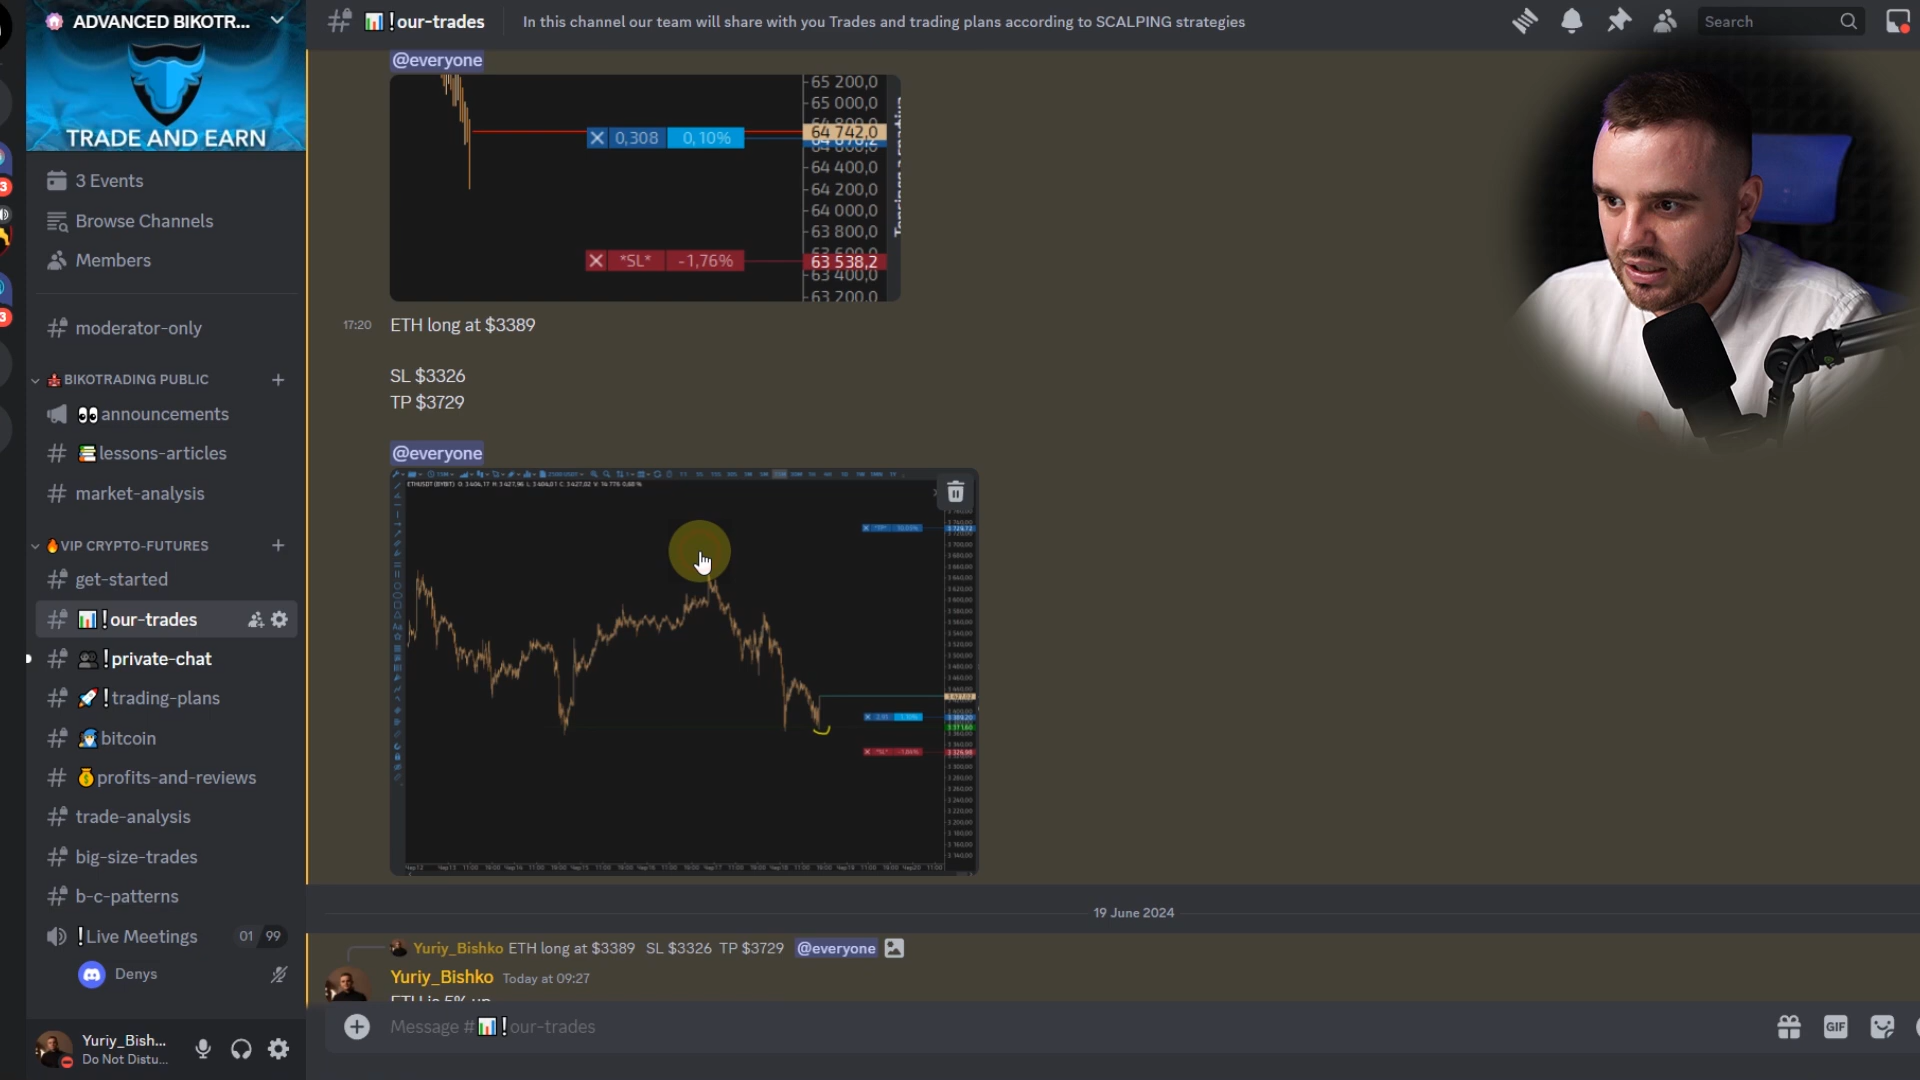 ADVANCED BIKOTR...
TRADE AND EARN
3 Events
Browse Channels
Members
moderator-only
BIKOTRADING PUBLIC
👀announcements
lessons-articles
market-analysis
🔥VIP CRYPTO-FUTURES
get-started
📊❕our-trades
❕private-chat
🚀❕trading-plans
bitcoin
💰profits-and-reviews
trade-analysis
big-size-trades
b-c-patterns
❕Live Meetings 01 99
Denys
3
3
Yuriy_Bish...
Do Not Distu...
📊❕our-trades
In this channel our team will share with you Trades and trading plans according to SCALPING strategies
Search
@everyone
65 200,0
65 000,0
64 742,0
64 400,0
64 200,0
64 000,0
63 800,0
63 538,2
63 400,0
63 200,0
0,308 0,10%
*SL* -1,76%
17:20 ETH long at $3389
SL $3326
TP $3729
@everyone
19 June 2024
Yuriy_Bishko ETH long at $3389 SL $3326 TP $3729 @everyone
Yuriy_Bishko Today at 09:27
ETH is 5% up
Message #📊❕our-trades
GIF